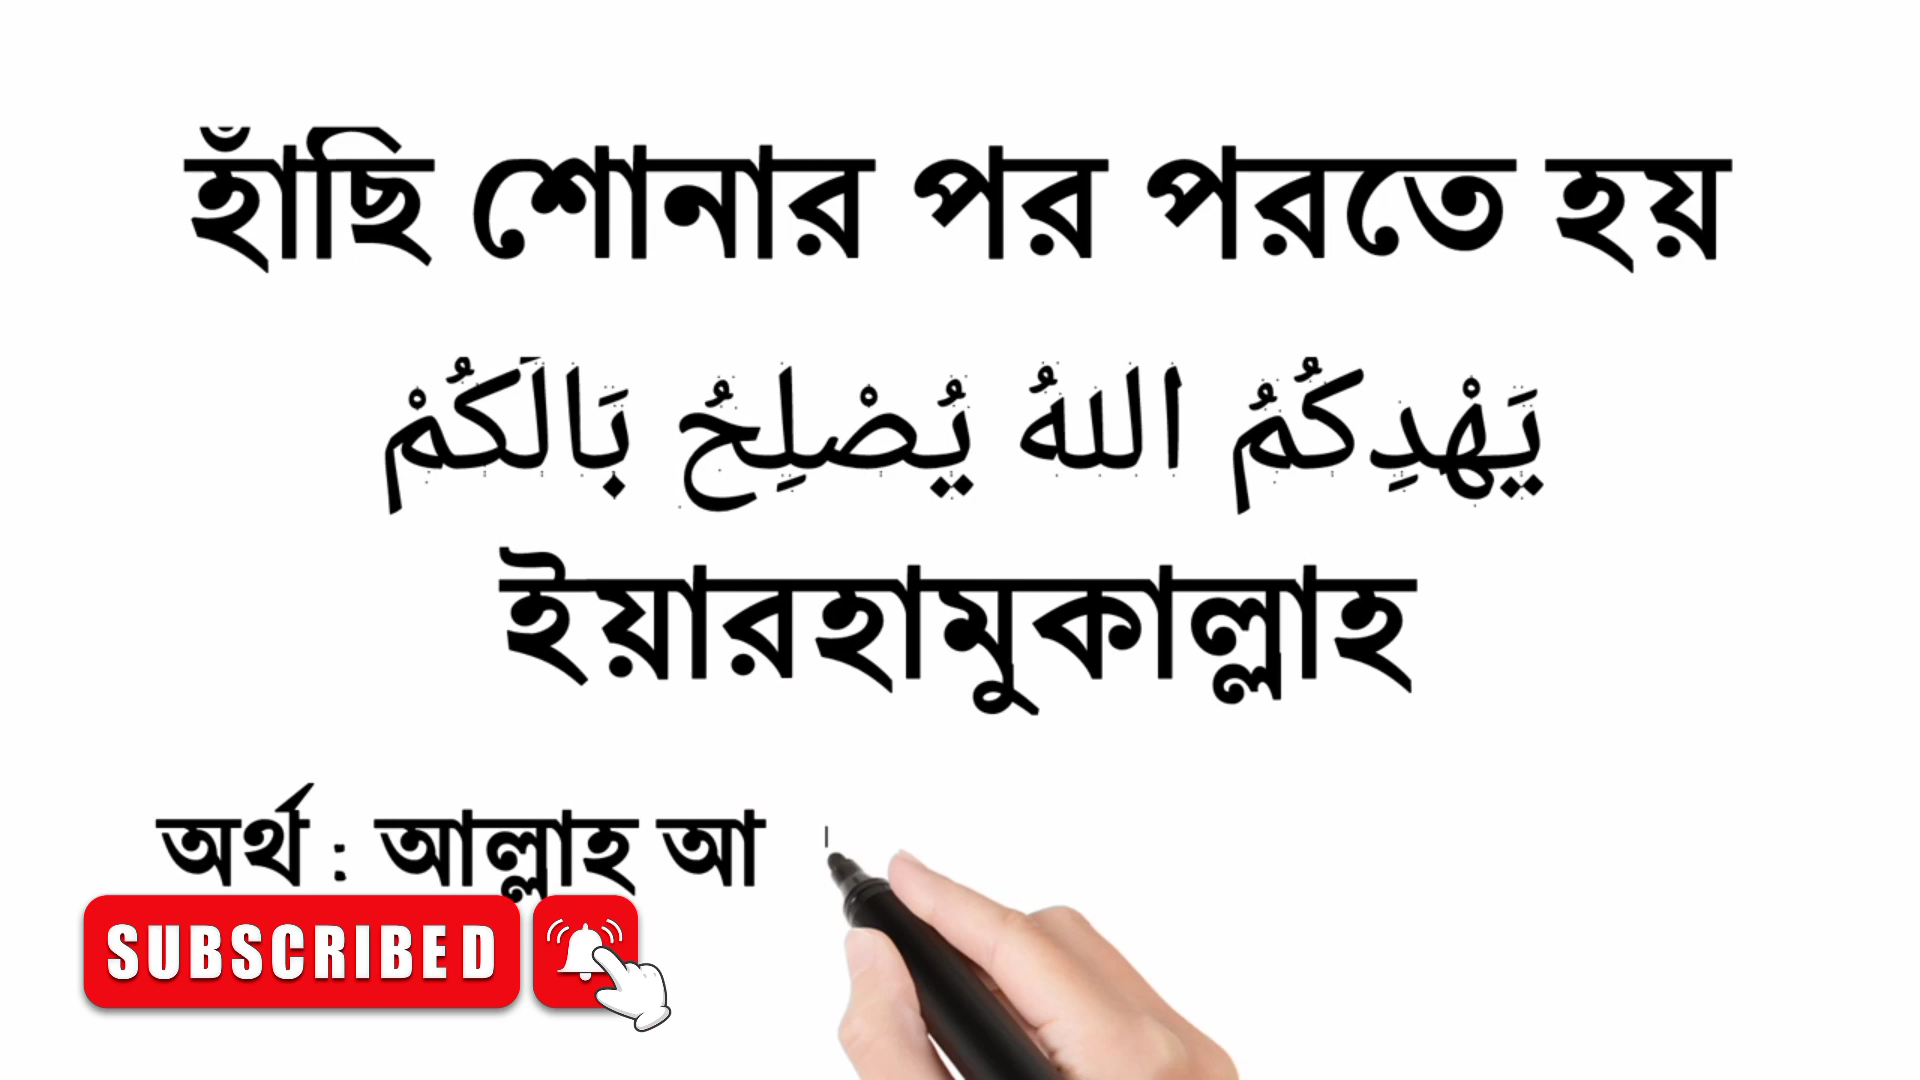 হাঁছি শোনার পর পরতে হয়
يَهْدِكُمُ اللهُ يُصْلِحُ بَالَكُمْ
ইয়ারহামুকাল্লাহ
অর্থ : আল্লাহ আ
SUBSCRIBED